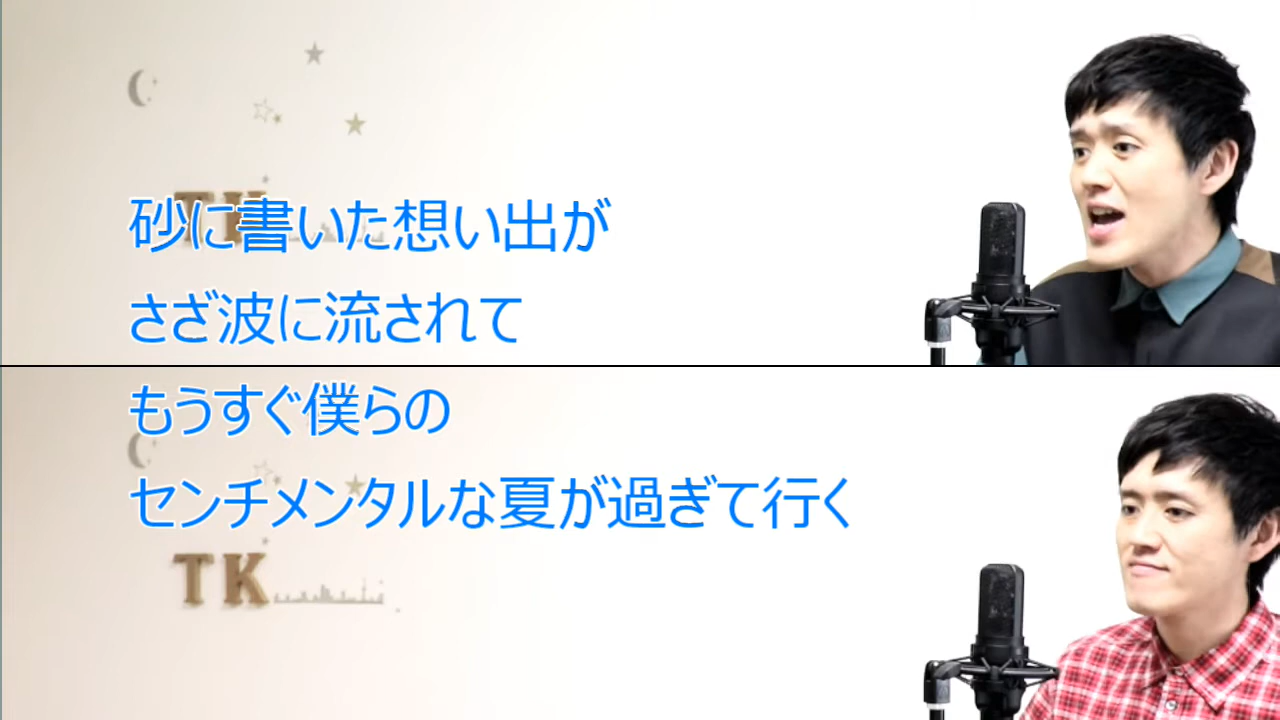 TK
砂に書いた想い出が
さざ波に流されて
もうすぐ僕らの
センチメンタルな夏が過ぎて行く
TK